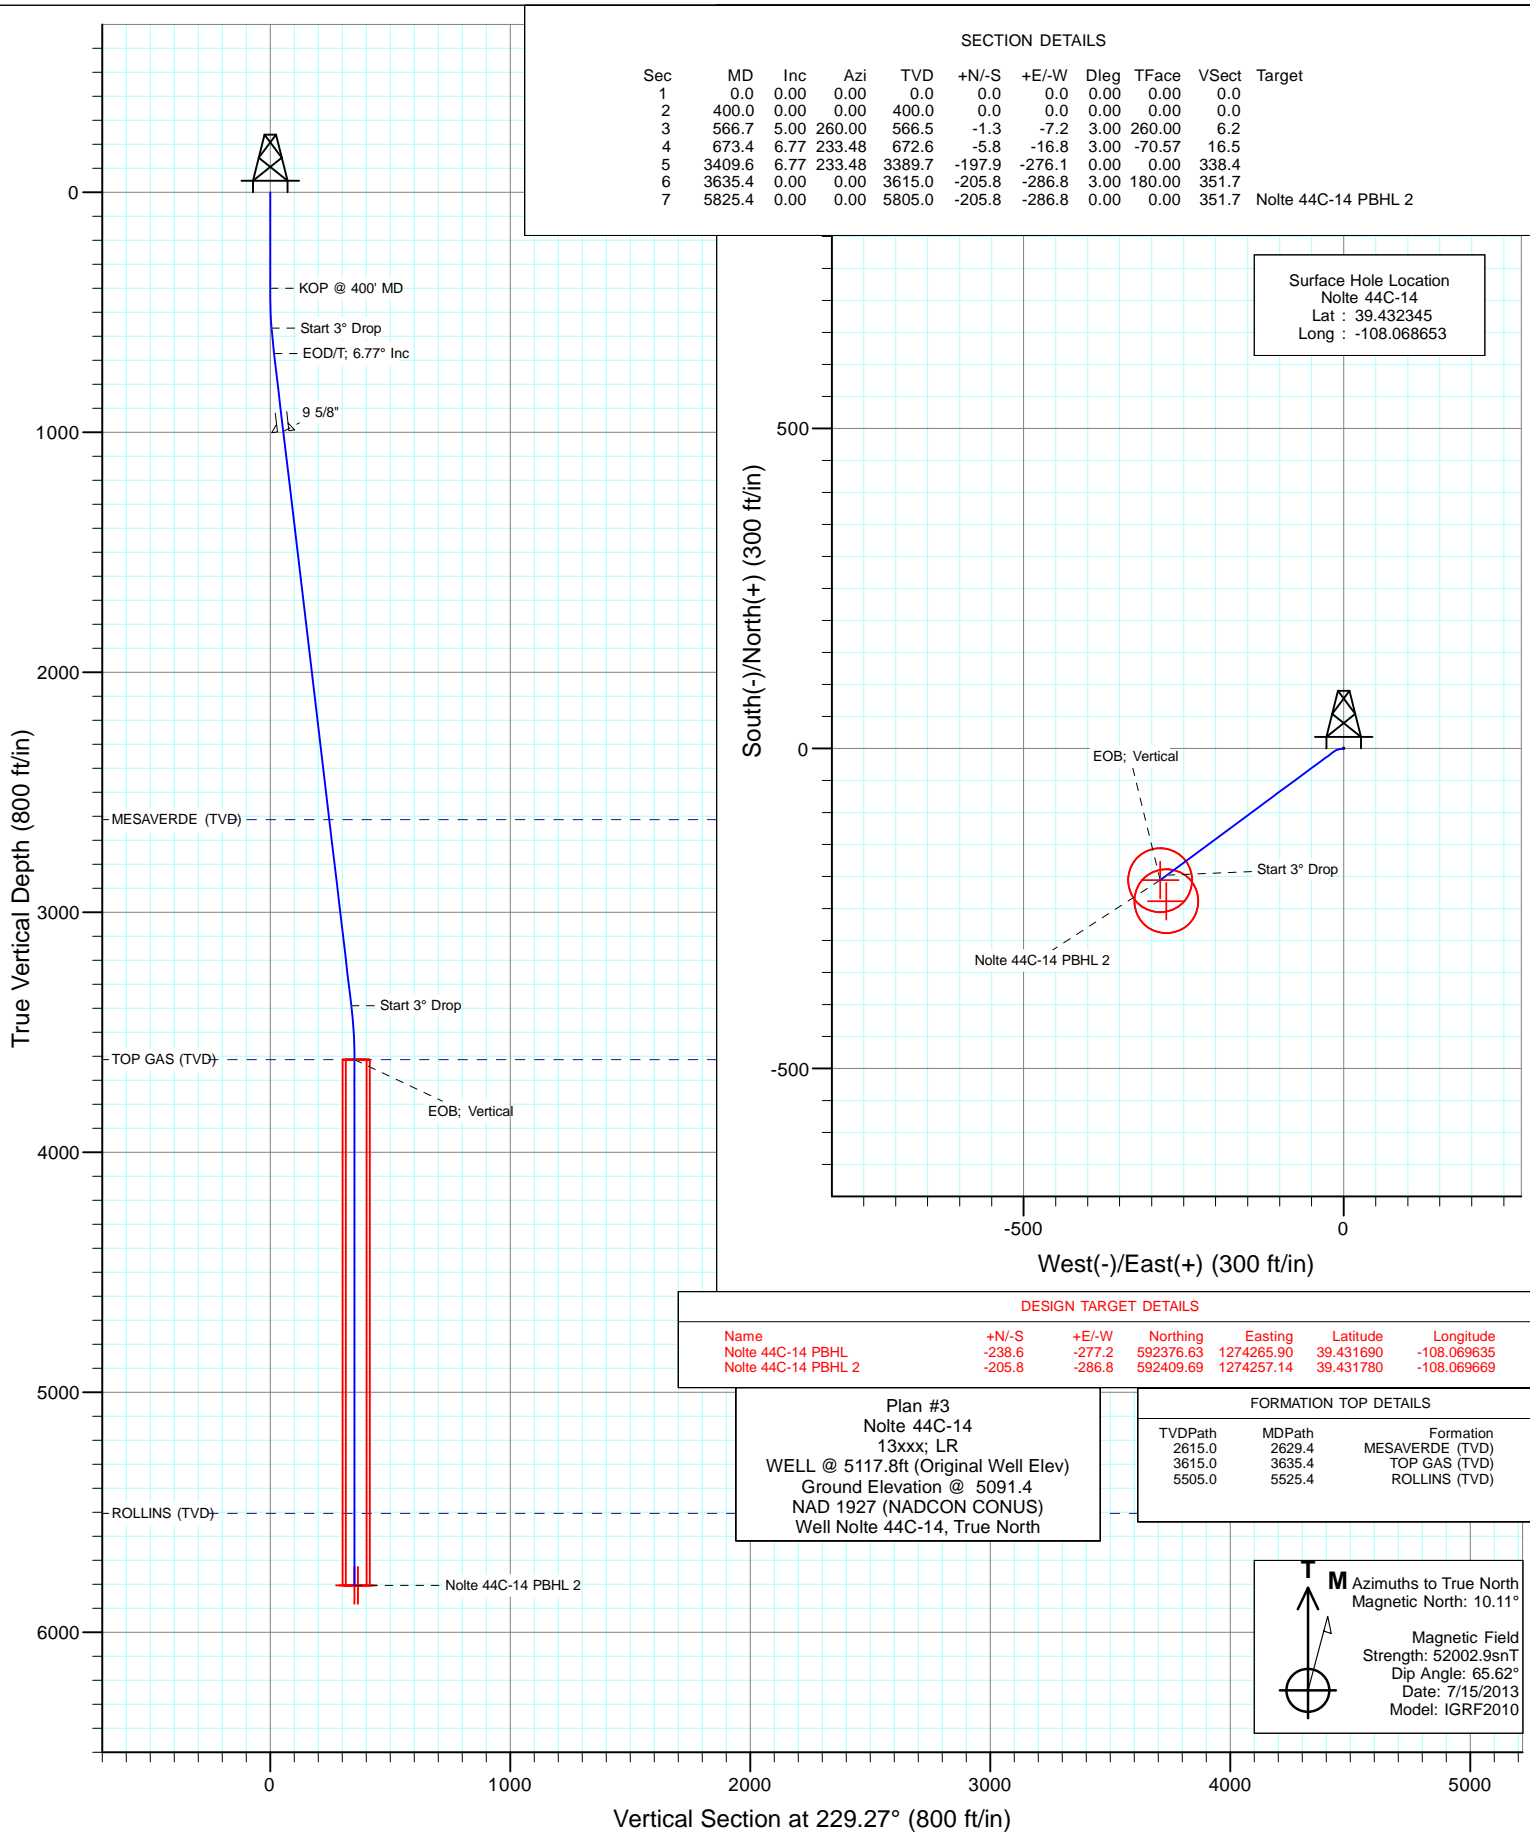 SECTION DETAILS
Sec MD Inc Azi TVD +N/-S +E/-W Dleg TFace VSect Target
1 0.0 0.00 0.00 0.0 0.0 0.0 0.00 0.00 0.0
2 400.0 0.00 0.00 400.0 0.0 0.0 0.00 0.00 0.0
3 566.7 5.00 260.00 566.5 -1.3 -7.2 3.00 260.00 6.2
4 673.4 6.77 233.48 672.6 -5.8 -16.8 3.00 -70.57 16.5
5 3409.6 6.77 233.48 3389.7 -197.9 -276.1 0.00 0.00 338.4
6 3635.4 0.00 0.00 3615.0 -205.8 -286.8 3.00 180.00 351.7
7 5825.4 0.00 0.00 5805.0 -205.8 -286.8 0.00 0.00 351.7 Nolte 44C-14 PBHL 2
0
1000
2000
3000
4000
5000
6000
True Vertical Depth (800 ft/in)
KOP @ 400' MD
Start 3° Drop
EOD/T; 6.77° Inc
9 5/8"
MESAVERDE (TVD)
Start 3° Drop
TOP GAS (TVD)
EOB; Vertical
ROLLINS (TVD)
Nolte 44C-14 PBHL 2
0 1000 2000 3000 4000 5000
Vertical Section at 229.27° (800 ft/in)
Surface Hole Location
Nolte 44C-14
Lat : 39.432345
Long : -108.068653
500
0
-500
South(-)/North(+) (300 ft/in)
EOB; Vertical
Start 3° Drop
Nolte 44C-14 PBHL 2
-500 0
West(-)/East(+) (300 ft/in)
DESIGN TARGET DETAILS
Name +N/-S +E/-W Northing Easting Latitude Longitude
Nolte 44C-14 PBHL -238.6 -277.2 592376.63 1274265.90 39.431690 -108.069635
Nolte 44C-14 PBHL 2 -205.8 -286.8 592409.69 1274257.14 39.431780 -108.069669
Plan #3
Nolte 44C-14
13xxx; LR
WELL @ 5117.8ft (Original Well Elev)
Ground Elevation @ 5091.4
NAD 1927 (NADCON CONUS)
Well Nolte 44C-14, True North
FORMATION TOP DETAILS
TVDPath MDPath Formation
2615.0 2629.4 MESAVERDE (TVD)
3615.0 3635.4 TOP GAS (TVD)
5505.0 5525.4 ROLLINS (TVD)
T
M
Azimuths to True North
Magnetic North: 10.11°
Magnetic Field
Strength: 52002.9snT
Dip Angle: 65.62°
Date: 7/15/2013
Model: IGRF2010